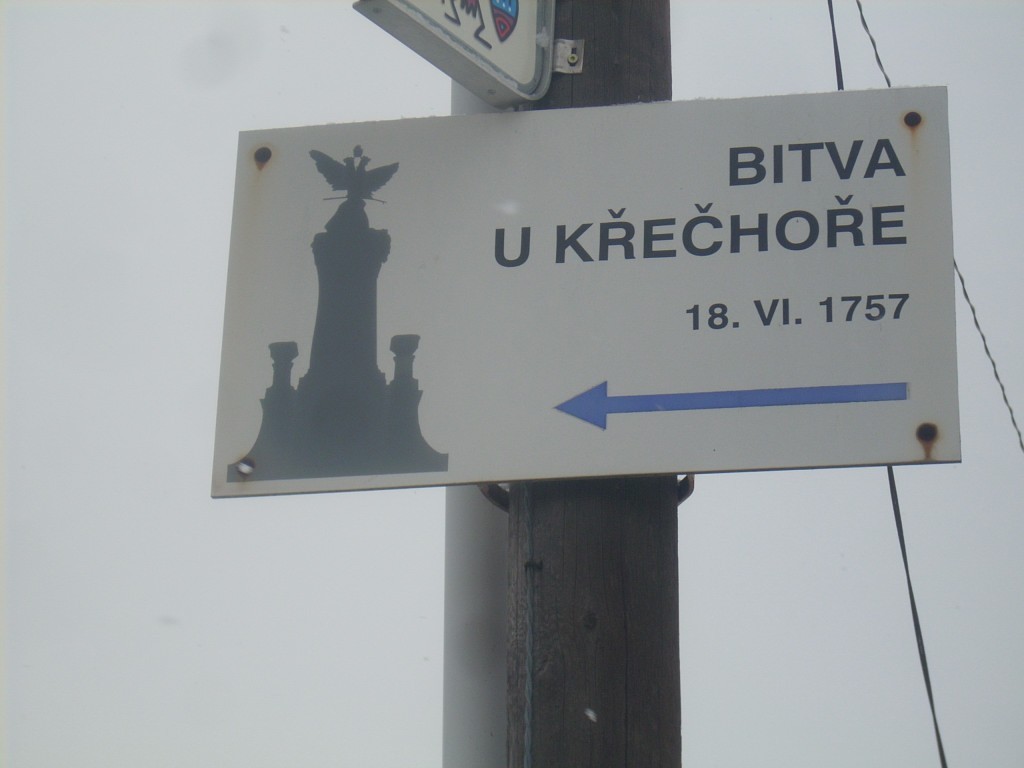 BITVA
U KŘEČHOŘE
18. VI. 1757